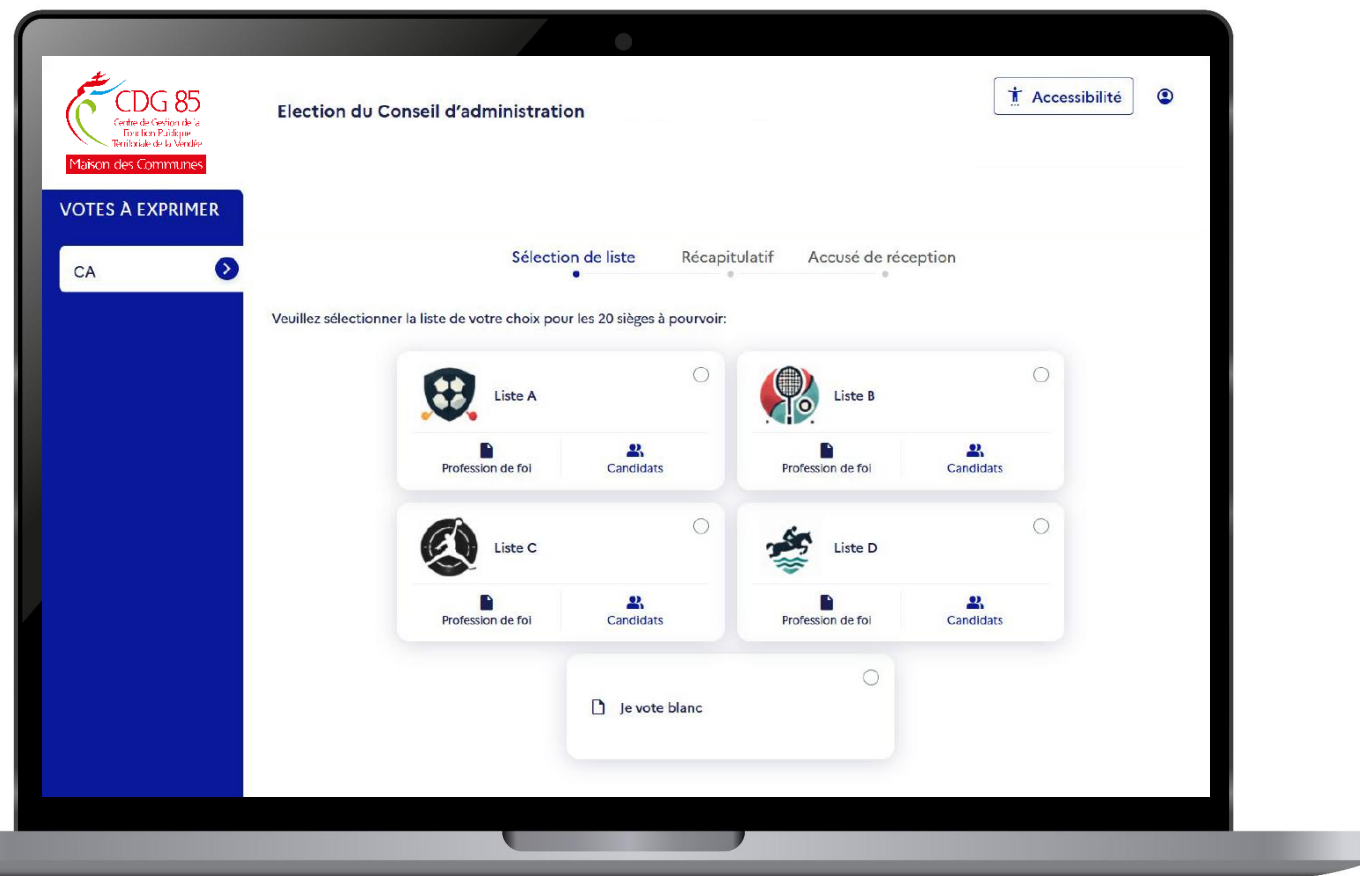 CDG 85
Centre de Gestion de la
Fonction Publique
Territoriale de la Vendée
Maison des Communes
Election du Conseil d'administration
Accessibilité
VOTES À EXPRIMER
CA
Sélection de liste Récapitulatif Accusé de réception
Veuillez sélectionner la liste de votre choix pour les 20 sièges à pourvoir:
Liste A
Liste B
Profession de foi Candidats
Profession de foi Candidats
Liste C
Liste D
Profession de foi Candidats
Profession de foi Candidats
Je vote blanc